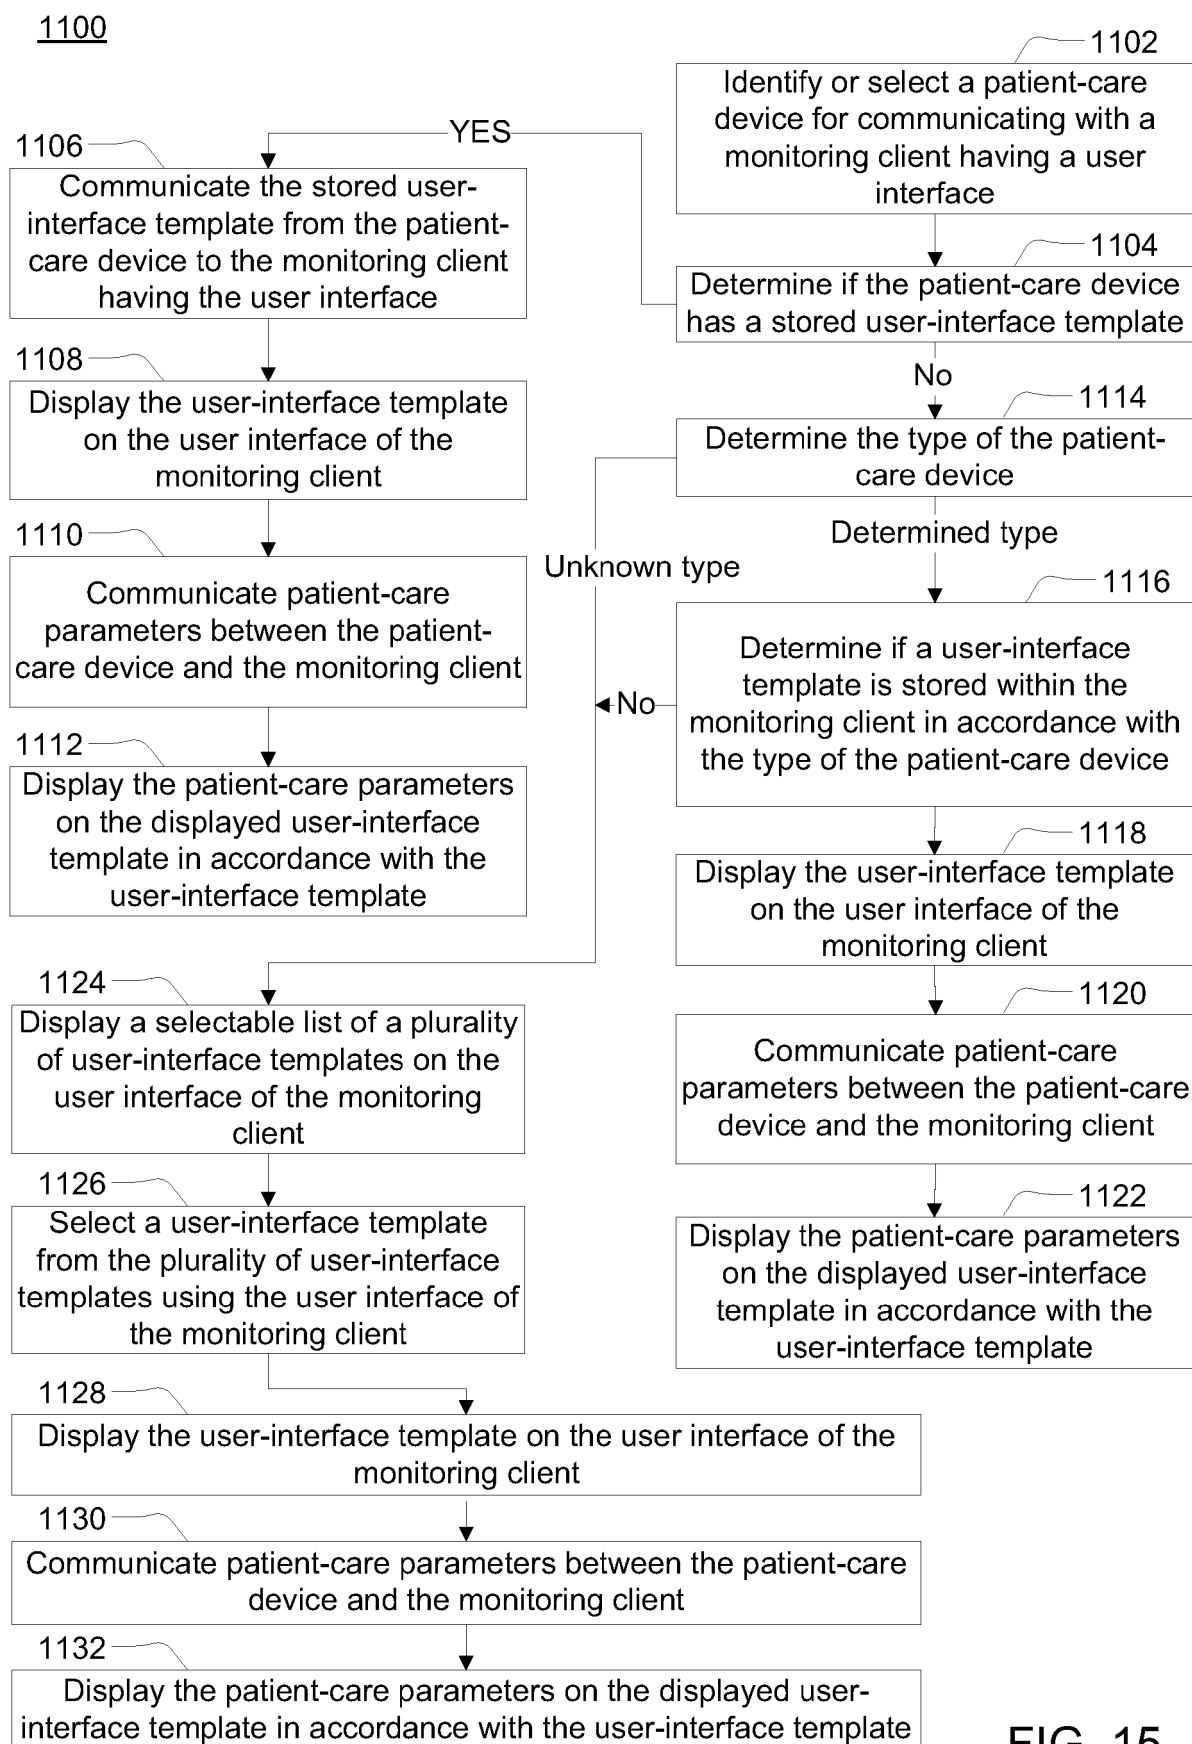 1100
1102
Identify or select a patient-care
device for communicating with a
monitoring client having a user
interface
YES
1104
Determine if the patient-care device
has a stored user-interface template
1106
Communicate the stored user-
interface template from the patient-
care device to the monitoring client
having the user interface
1108
Display the user-interface template
on the user interface of the
monitoring client
1110
Communicate patient-care
parameters between the patient-
care device and the monitoring client
1112
Display the patient-care parameters
on the displayed user-interface
template in accordance with the
user-interface template
No
1114
Determine the type of the patient-
care device
Determined type
Unknown type
1116
Determine if a user-interface
template is stored within the
monitoring client in accordance with
the type of the patient-care device
No
1118
Display the user-interface template
on the user interface of the
monitoring client
1120
Communicate patient-care
parameters between the patient-care
device and the monitoring client
1122
Display the patient-care parameters
on the displayed user-interface
template in accordance with the
user-interface template
1124
Display a selectable list of a plurality
of user-interface templates on the
user interface of the monitoring
client
1126
Select a user-interface template
from the plurality of user-interface
templates using the user interface of
the monitoring client
1128
Display the user-interface template on the user interface of the
monitoring client
1130
Communicate patient-care parameters between the patient-care
device and the monitoring client
1132
Display the patient-care parameters on the displayed user-
interface template in accordance with the user-interface template
FIG. 15